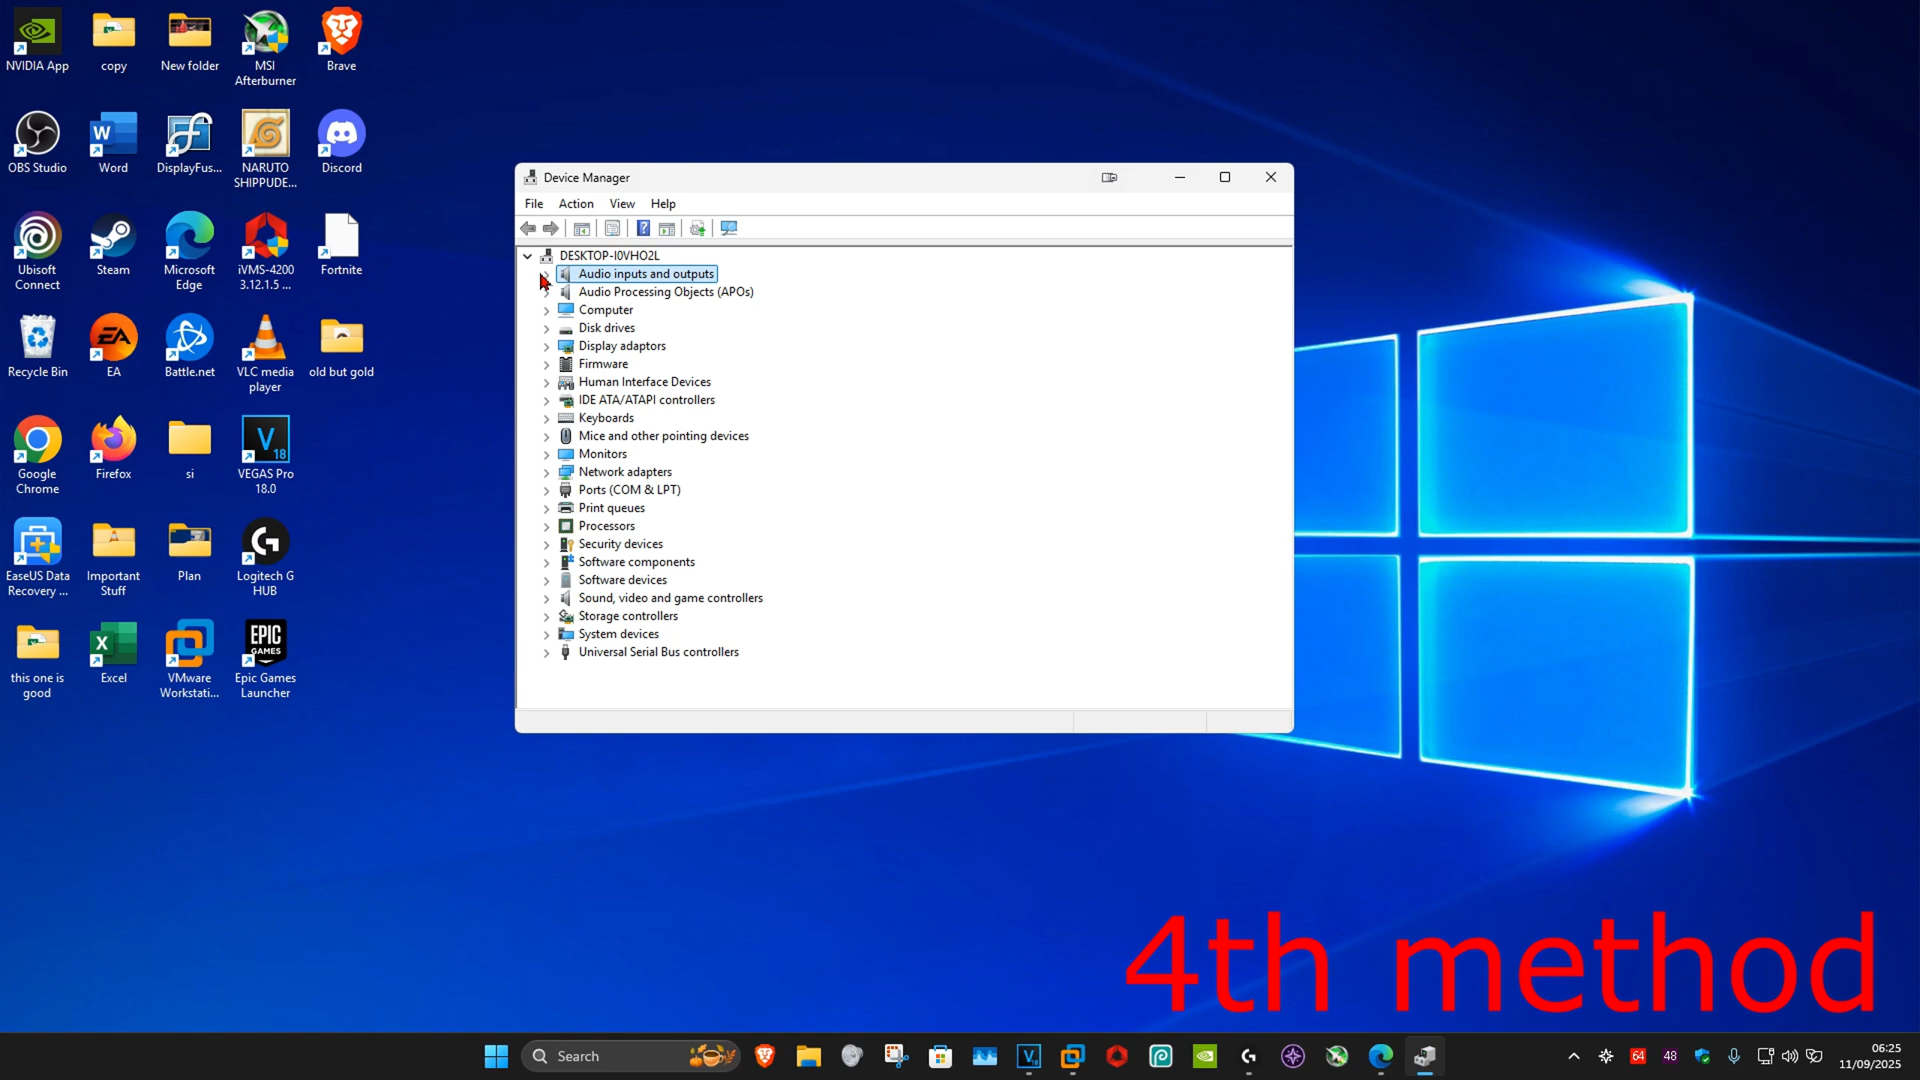 NVIDIA App
copy
New folder
MSI
Afterburner
Brave
OBS Studio
Word
DisplayFus...
NARUTO
SHIPPUDE...
Discord
Ubisoft
Connect
Steam
Microsoft
Edge
iVMS-4200
3.12.1.5 ...
Fortnite
Recycle Bin
EA
Battle.net
VLC media
player
old but gold
Google
Chrome
Firefox
si
VEGAS Pro
18.0
EaseUS Data
Recovery ...
Important
Stuff
Plan
Logitech G
HUB
this one is
good
Excel
VMware
Workstati...
EPIC
GAMES
Epic Games
Launcher
Device Manager
File Action View Help
DESKTOP-I0VHO2L
Audio inputs and outputs
Audio Processing Objects (APOs)
Computer
Disk drives
Display adaptors
Firmware
Human Interface Devices
IDE ATA/ATAPI controllers
Keyboards
Mice and other pointing devices
Monitors
Network adapters
Ports (COM & LPT)
Print queues
Processors
Security devices
Software components
Software devices
Sound, video and game controllers
Storage controllers
System devices
Universal Serial Bus controllers
4th method
Search
64
48
06:25
11/09/2025